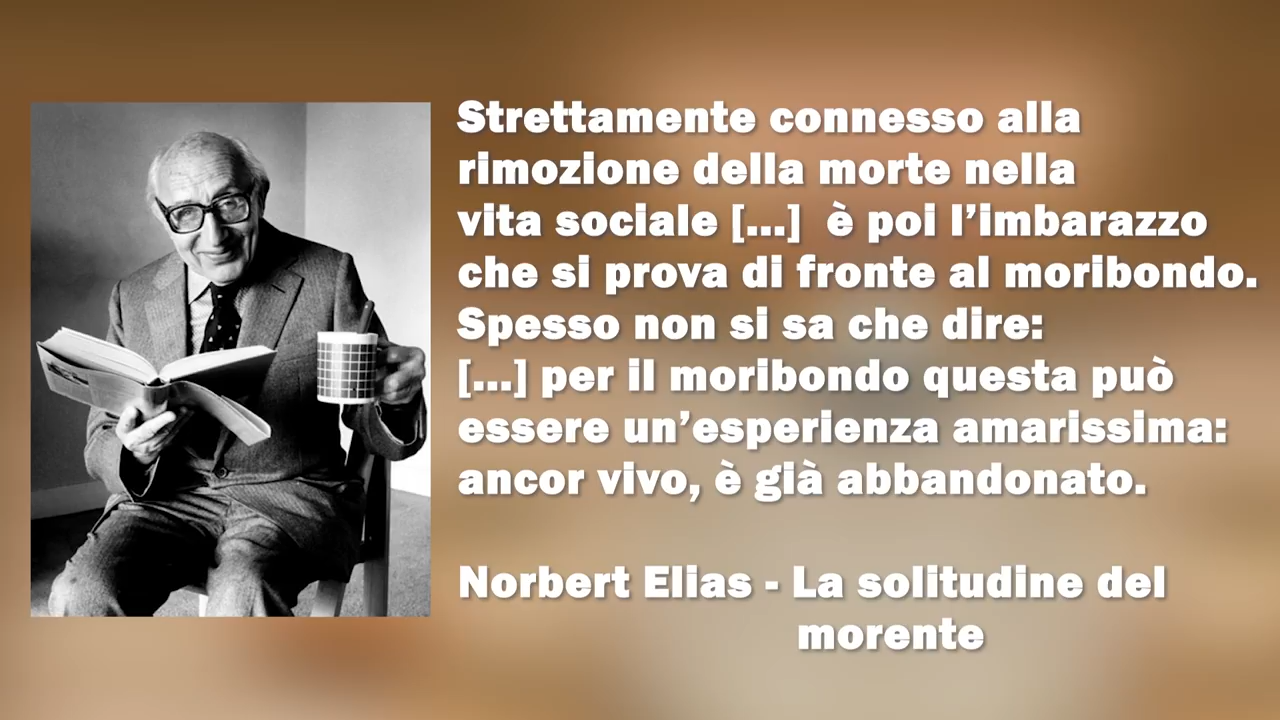 Strettamente connesso alla
rimozione della morte nella
vita sociale [...]  è poi l’imbarazzo
che si prova di fronte al moribondo.
Spesso non si sa che dire:
[...] per il moribondo questa può
essere un’esperienza amarissima:
ancor vivo, è già abbandonato.
Norbert Elias - La solitudine del
morente